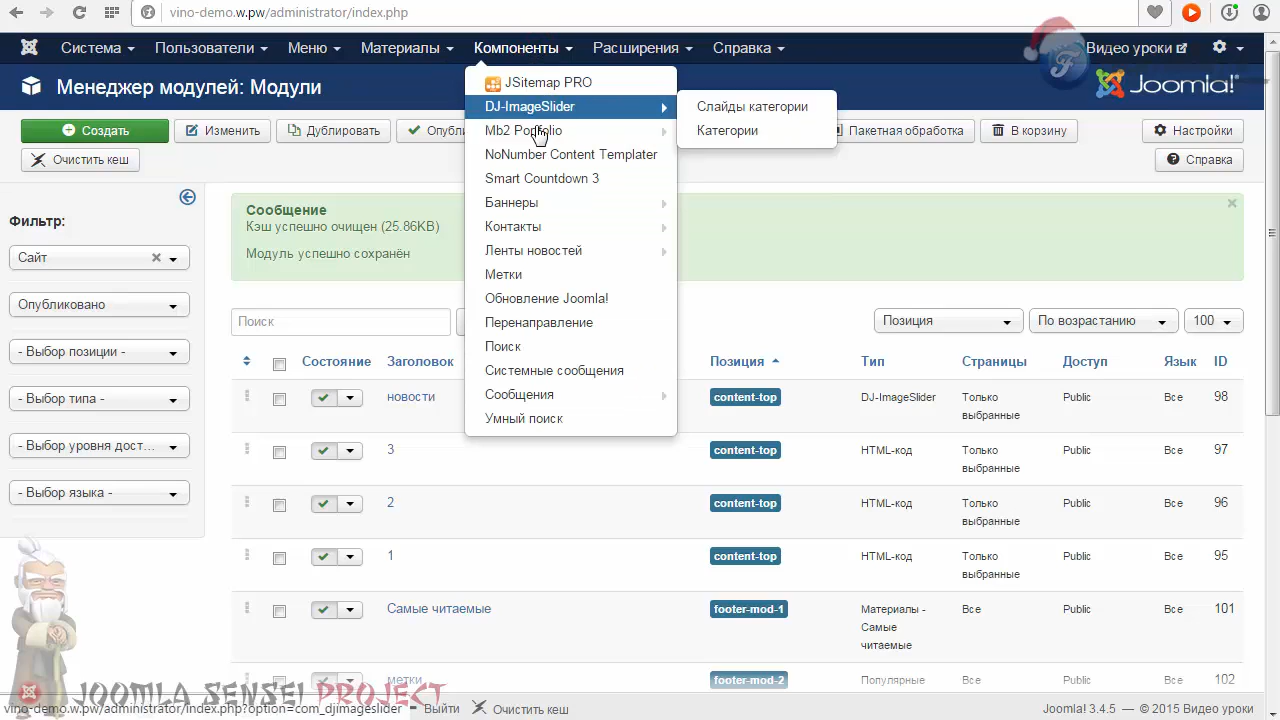 vino-demo.w.pw/administrator/index.php
Система Пользователи Меню Материалы Компоненты Расширения Справка Видео уроки
Менеджер модулей: Модули Joomla!
Создать Изменить Дублировать Опубли Пакетная обработка В корзину Настройки
Очистить кеш Справка
JSitemap PRO
DJ-ImageSlider
Mb2 Portfolio
NoNumber Content Templater
Smart Countdown 3
Баннеры
Контакты
Ленты новостей
Метки
Обновление Joomla!
Перенаправление
Поиск
Системные сообщения
Сообщения
Умный поиск
Слайды категории
Категории
Фильтр:
Сайт
Опубликовано
- Выбор позиции -
- Выбор типа -
- Выбор уровня дост...
- Выбор языка -
Сообщение
Кэш успешно очищен (25.86KB)
Модуль успешно сохранён
Поиск Позиция По возрастанию 100
Состояние Заголовок Позиция Тип Страницы Доступ Язык ID
новости content-top DJ-ImageSlider Только выбранные Public Все 98
3 content-top HTML-код Только выбранные Public Все 97
2 content-top HTML-код Только выбранные Public Все 96
1 content-top HTML-код Только выбранные Public Все 95
Самые читаемые footer-mod-1 Материалы - Самые читаемые Все Public Все 101
метки footer-mod-2 Популярные Все Public Все 102
JOOMLA SENSEI PROJECT
vino-demo.w.pw/administrator/index.php?option=com_djimageslider Выйти Очистить кеш Joomla! 3.4.5 — © 2015 Видео уроки